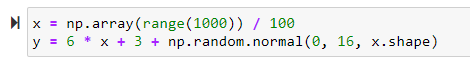 x = np.array(range(1000)) / 100
y = 6 * x + 3 + np.random.normal(0, 16, x.shape)